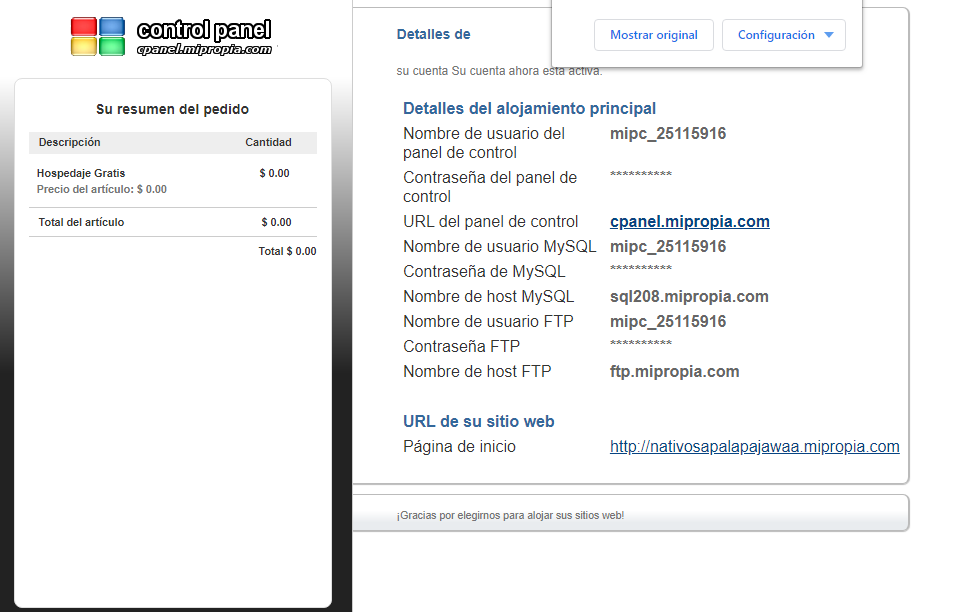 control panel
cpanel.mipropia.com
Su resumen del pedido
Descripción Cantidad
Hospedaje Gratis $ 0.00
Precio del artículo: $ 0.00
Total del artículo $ 0.00
Total $ 0.00
Mostrar original Configuración
Detalles de
su cuenta Su cuenta ahora está activa.
Detalles del alojamiento principal
Nombre de usuario del mipc_25115916
panel de control
Contraseña del panel de **********
control
URL del panel de control cpanel.mipropia.com
Nombre de usuario MySQL mipc_25115916
Contraseña de MySQL **********
Nombre de host MySQL sql208.mipropia.com
Nombre de usuario FTP mipc_25115916
Contraseña FTP **********
Nombre de host FTP ftp.mipropia.com
URL de su sitio web
Página de inicio http://nativosapalapajawaa.mipropia.com
¡Gracias por elegirnos para alojar sus sitios web!